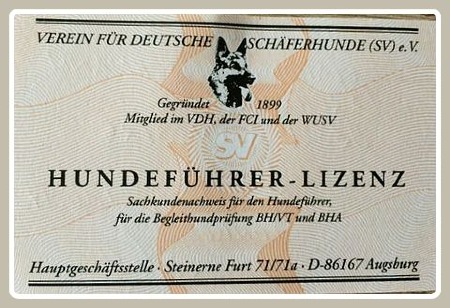 VEREIN FÜR DEUTSCHE SCHÄFERHUNDE (SV) e.V.
Gegründet 1899
Mitglied im VDH, der FCI und der WUSV
SV
HUNDEFÜHRER-LIZENZ
Sachkundenachweis für den Hundeführer,
für die Begleithundprüfung BH/VT und BHA
Hauptgeschäftsstelle · Steinerne Furt 71/71a · D-86167 Augsburg